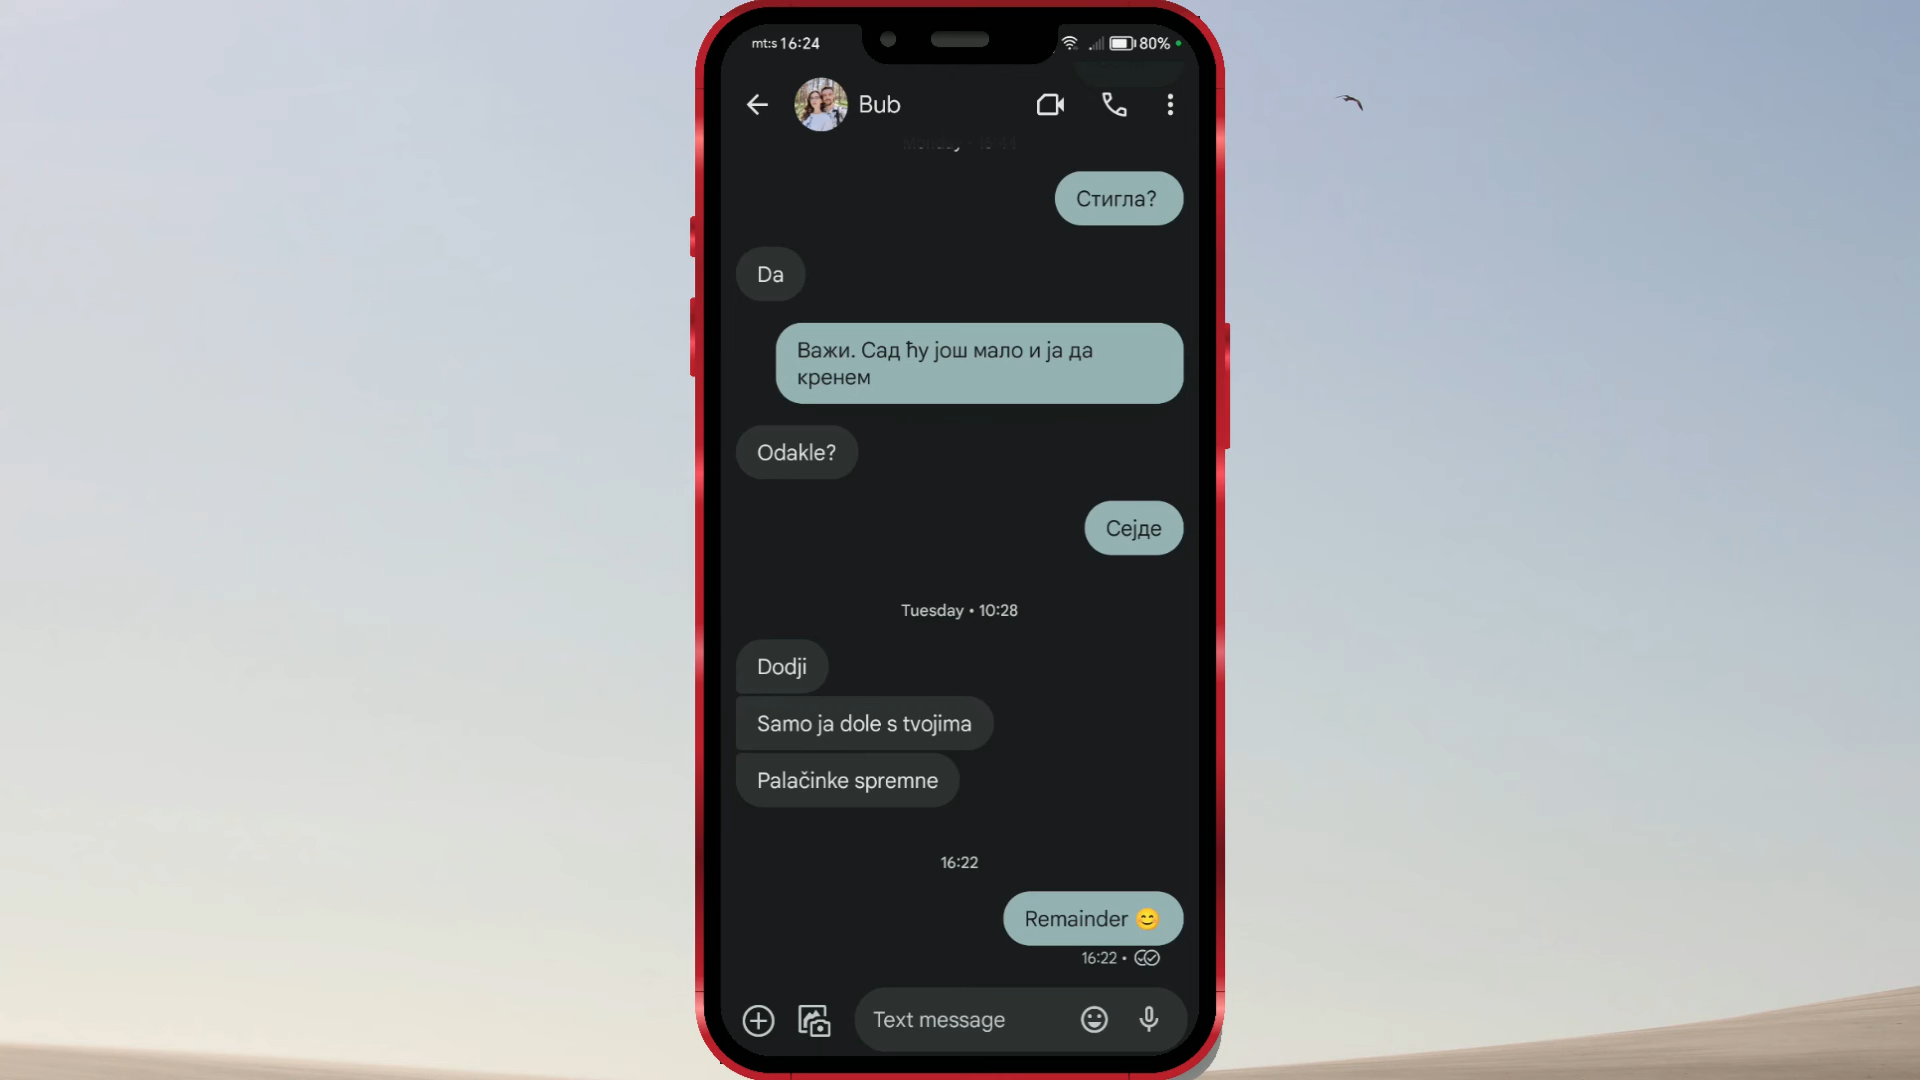 mt:s 16:24
80%
Bub
Стигла?
Da
Важи. Сад ћу још мало и ја да
кренем
Odakle?
Сејде
Tuesday • 10:28
Dodji
Samo ja dole s tvojima
Palačinke spremne
16:22
Remainder 😊
16:22 •
Text message